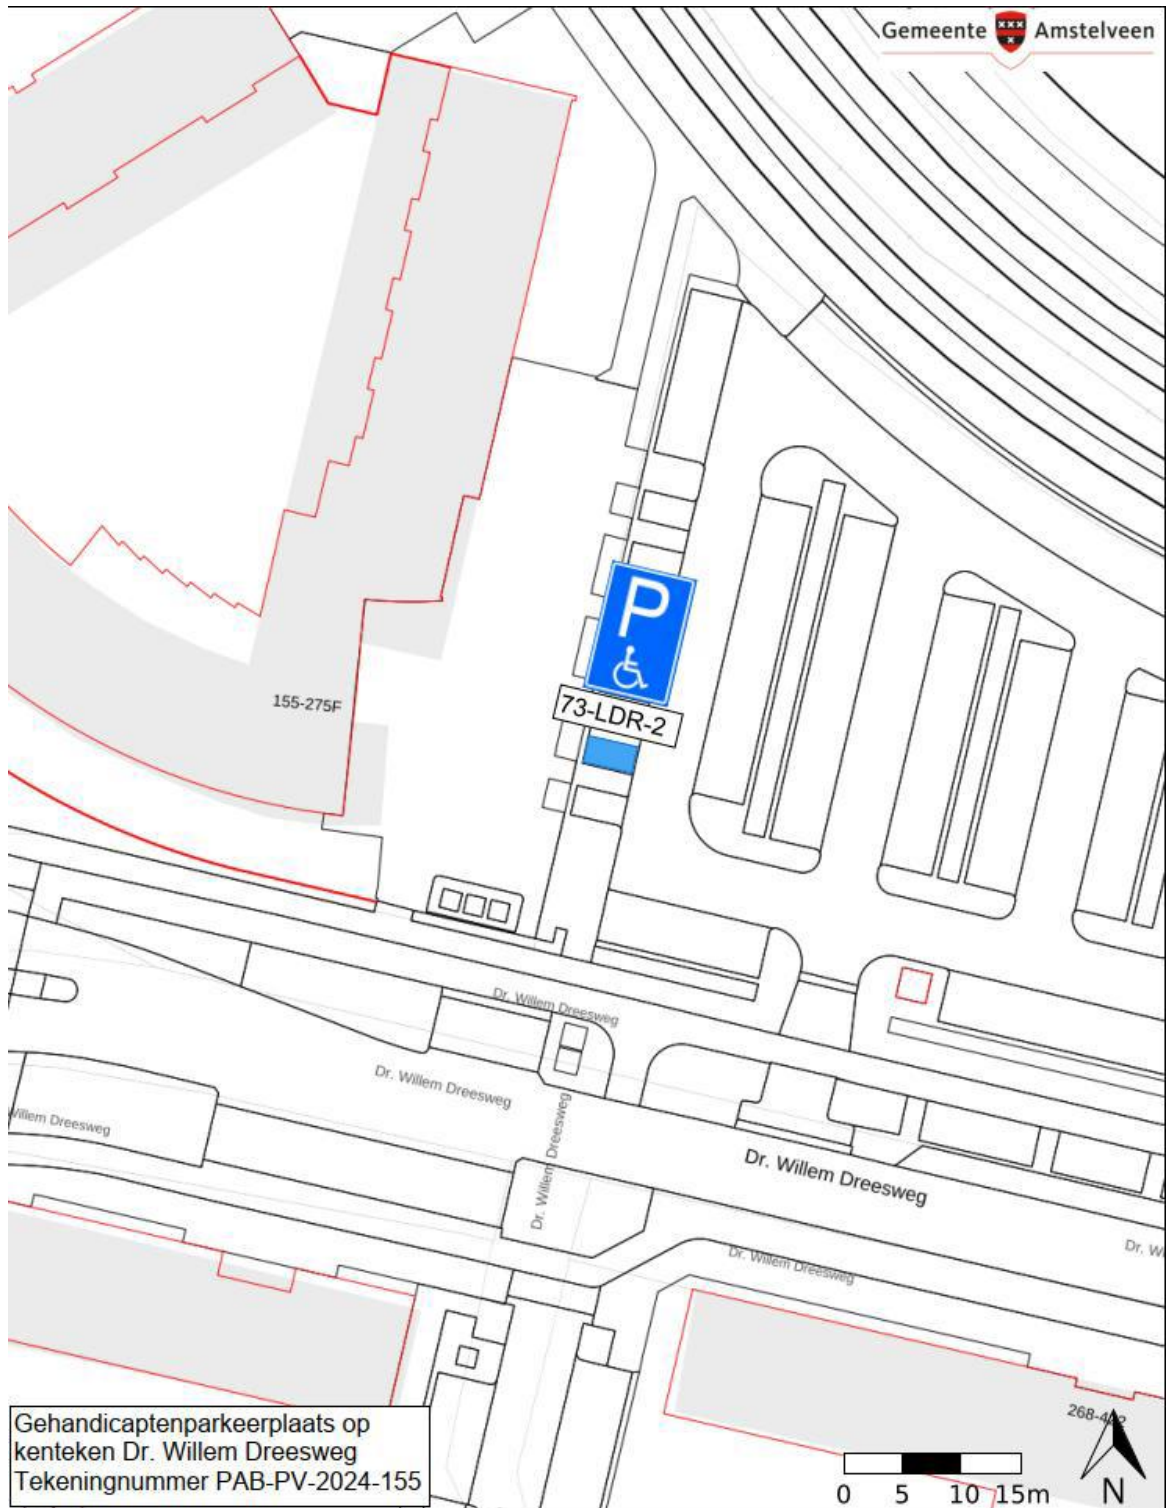 Gemeente Amstelveen
P
73-LDR-2
155-275F
Dr. Willem Dreesweg
Dr. Willem Dreesweg
Willem Dreesweg
Dr. Willem Dreesweg
Dr. Willem Dreesweg
Dr. Willem Dreesweg
Dr. W
Gehandicaptenparkeerplaats op
kenteken Dr. Willem Dreesweg
Tekeningnummer PAB-PV-2024-155
0 5 10 15m
N